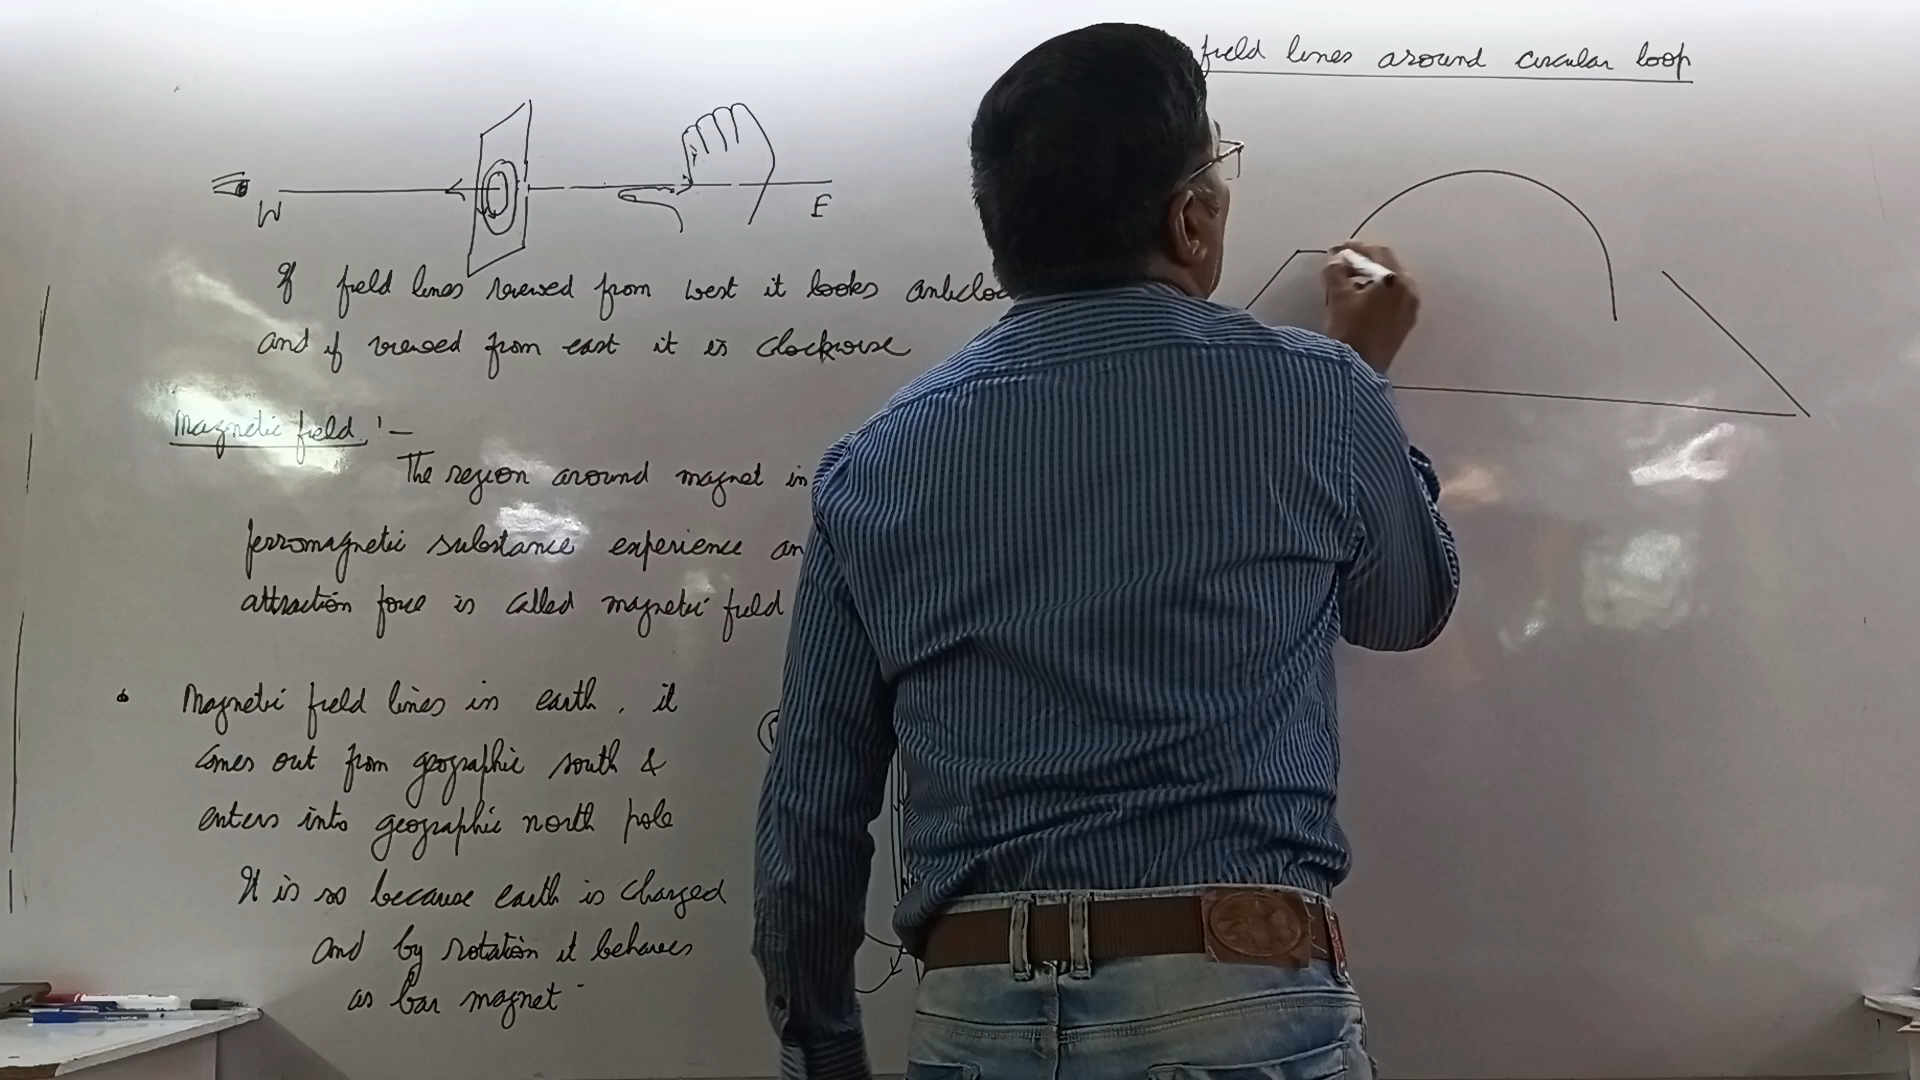 field lines around circular loop
W
E
If field lines viewed from west it looks anticloc
and if viewed from east it is clockwise
Magnetic field :-
The region around magnet in
ferromagnetic substance experience an
attraction force is called magnetic field
Magnetic field lines in earth, it
comes out from geographic south &
enters into geographic north pole
It is so because earth is charged
and by rotation it behaves
as bar magnet